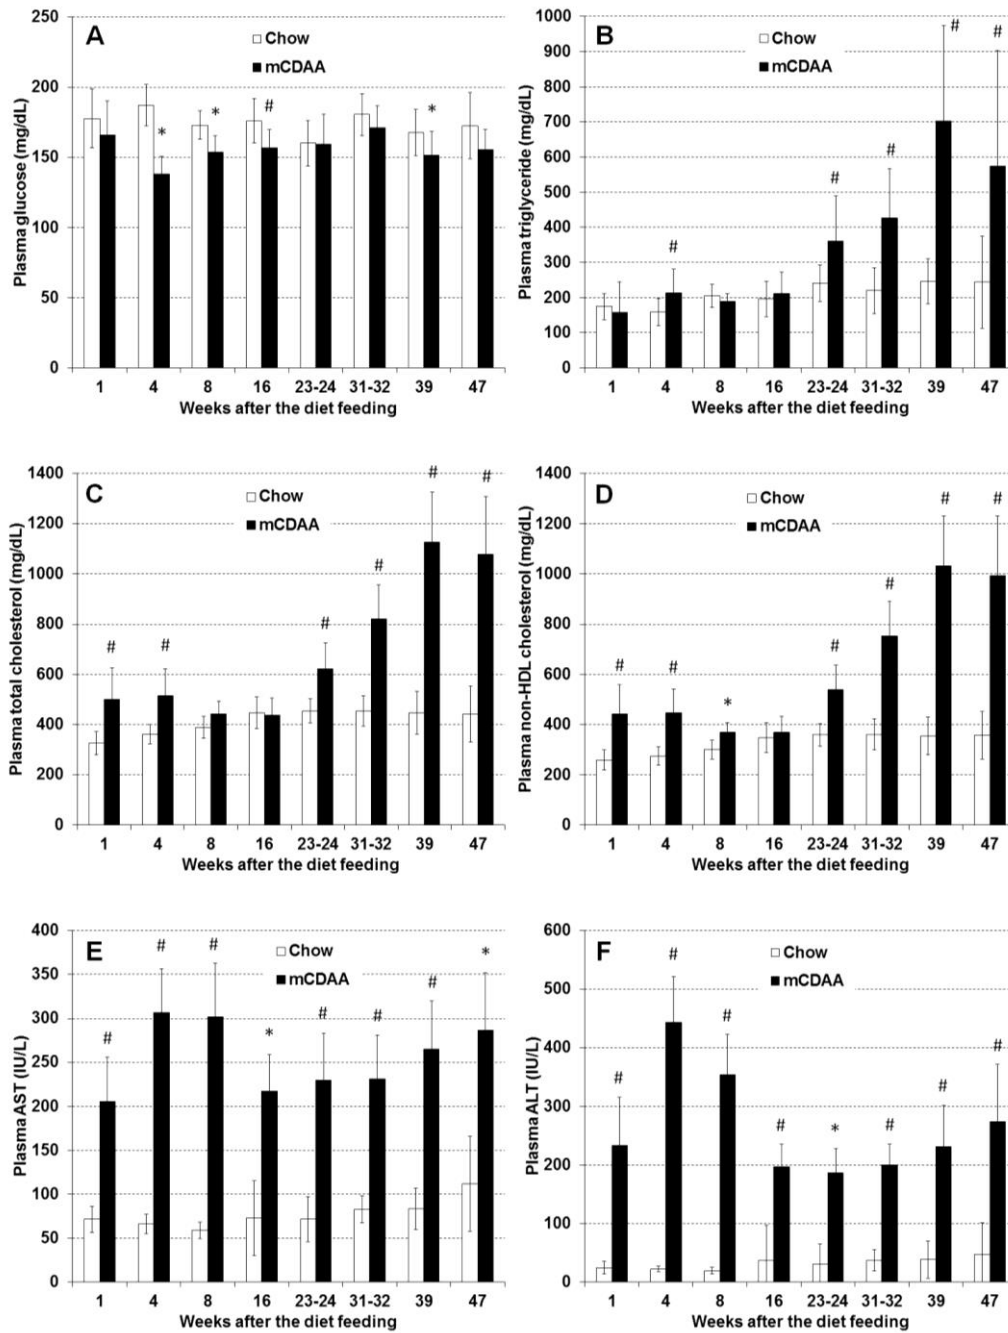 A
Chow
mCDAA
Plasma glucose (mg/dL)
250
200
150
100
50
0
* * # *
1 4 8 16 23-24 31-32 39 47
Weeks after the diet feeding
B
Chow
mCDAA
Plasma triglyceride (mg/dL)
1000
900
800
700
600
500
400
300
200
100
0
# # # # #
1 4 8 16 23-24 31-32 39 47
Weeks after the diet feeding
C
Chow
mCDAA
Plasma total cholesterol (mg/dL)
1400
1200
1000
800
600
400
200
0
# # # # # #
1 4 8 16 23-24 31-32 39 47
Weeks after the diet feeding
D
Chow
mCDAA
Plasma non-HDL cholesterol (mg/dL)
1400
1200
1000
800
600
400
200
0
# # * # # # #
1 4 8 16 23-24 31-32 39 47
Weeks after the diet feeding
E
Chow
mCDAA
Plasma AST (IU/L)
400
350
300
250
200
150
100
50
0
# # # * # # # *
1 4 8 16 23-24 31-32 39 47
Weeks after the diet feeding
F
Chow
mCDAA
Plasma ALT (IU/L)
600
500
400
300
200
100
0
# # # # * # # #
1 4 8 16 23-24 31-32 39 47
Weeks after the diet feeding